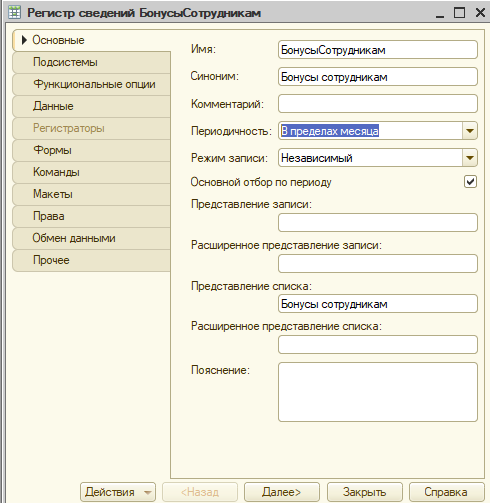 Регистр сведений БонусыСотрудникам
Основные
Подсистемы
Функциональные опции
Данные
Регистраторы
Формы
Команды
Макеты
Права
Обмен данными
Прочее
Имя: БонусыСотрудникам
Синоним: Бонусы сотрудникам
Комментарий:
Периодичность: В пределах месяца
Режим записи: Независимый
Основной отбор по периоду
Представление записи:
Расширенное представление записи:
Представление списка:
Бонусы сотрудникам
Расширенное представление списка:
Пояснение:
Действия <Назад Далее> Закрыть Справка